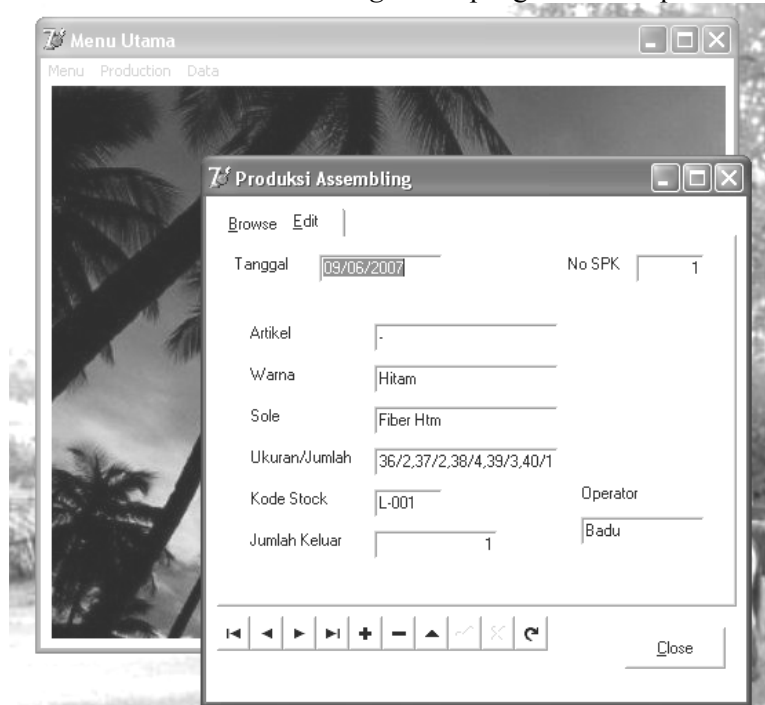 Menu Utama
Menu Production Data
Produksi Assembling
Browse Edit
Tanggal 09/06/2007 No SPK 1
Artikel -
Warna Hitam
Sole Fiber Htm
Ukuran/Jumlah 36/2,37/2,38/4,39/3,40/1
Kode Stock L-001
Operator
Jumlah Keluar 1
Badu
Close